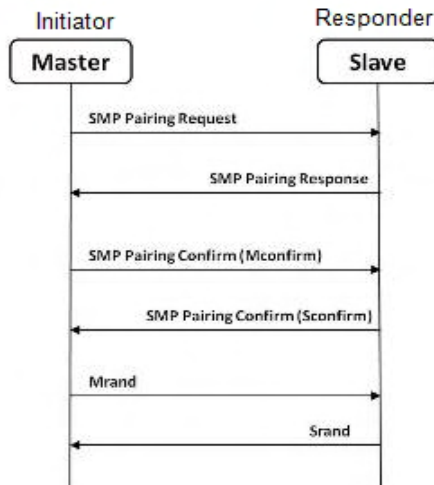 Initiator
Responder
Master
Slave
SMP Pairing Request
SMP Pairing Response
SMP Pairing Confirm (Mconfirm)
SMP Pairing Confirm (Sconfirm)
Mrand
Srand